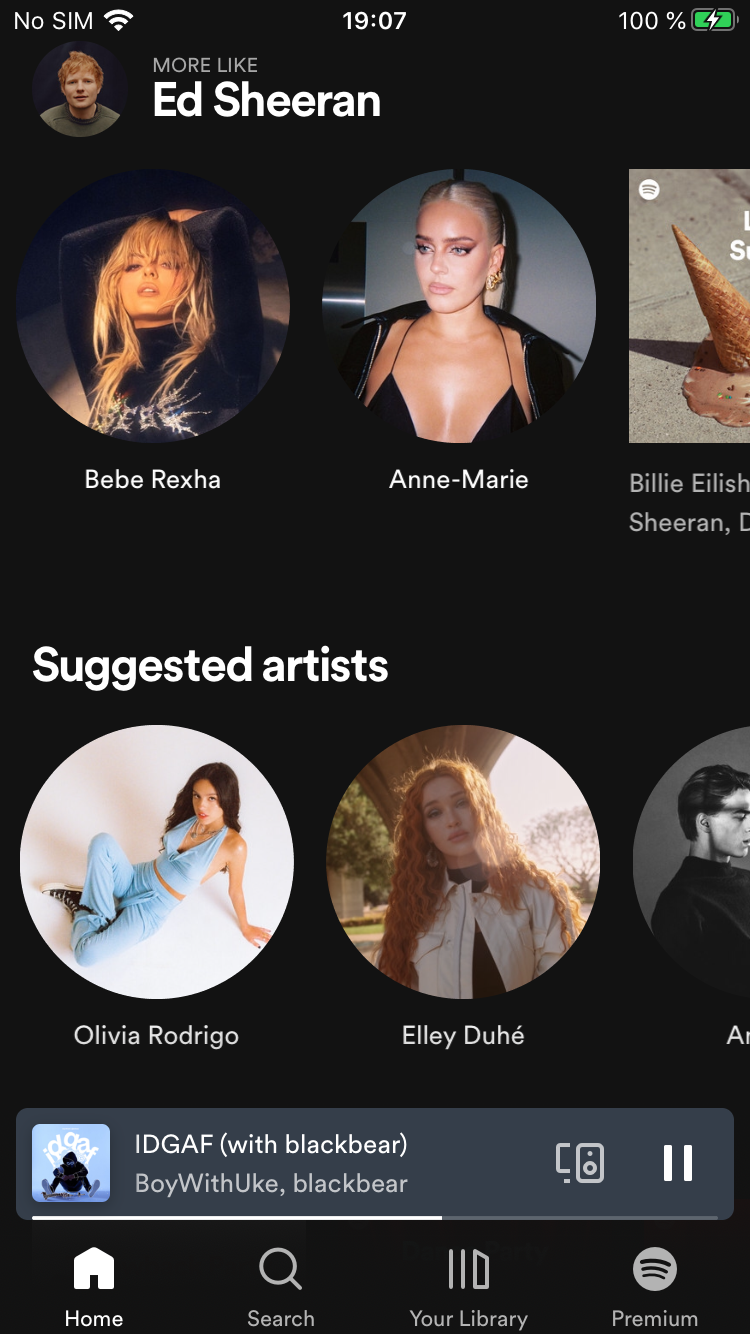 No SIM 19:07 100 %
MORE LIKE
Ed Sheeran
Bebe Rexha
Anne-Marie
Billie Eilish
Sheeran, D
Suggested artists
Olivia Rodrigo
Elley Duhé
Ar
idgaf
IDGAF (with blackbear)
BoyWithUke, blackbear
Home
Search
Your Library
Premium